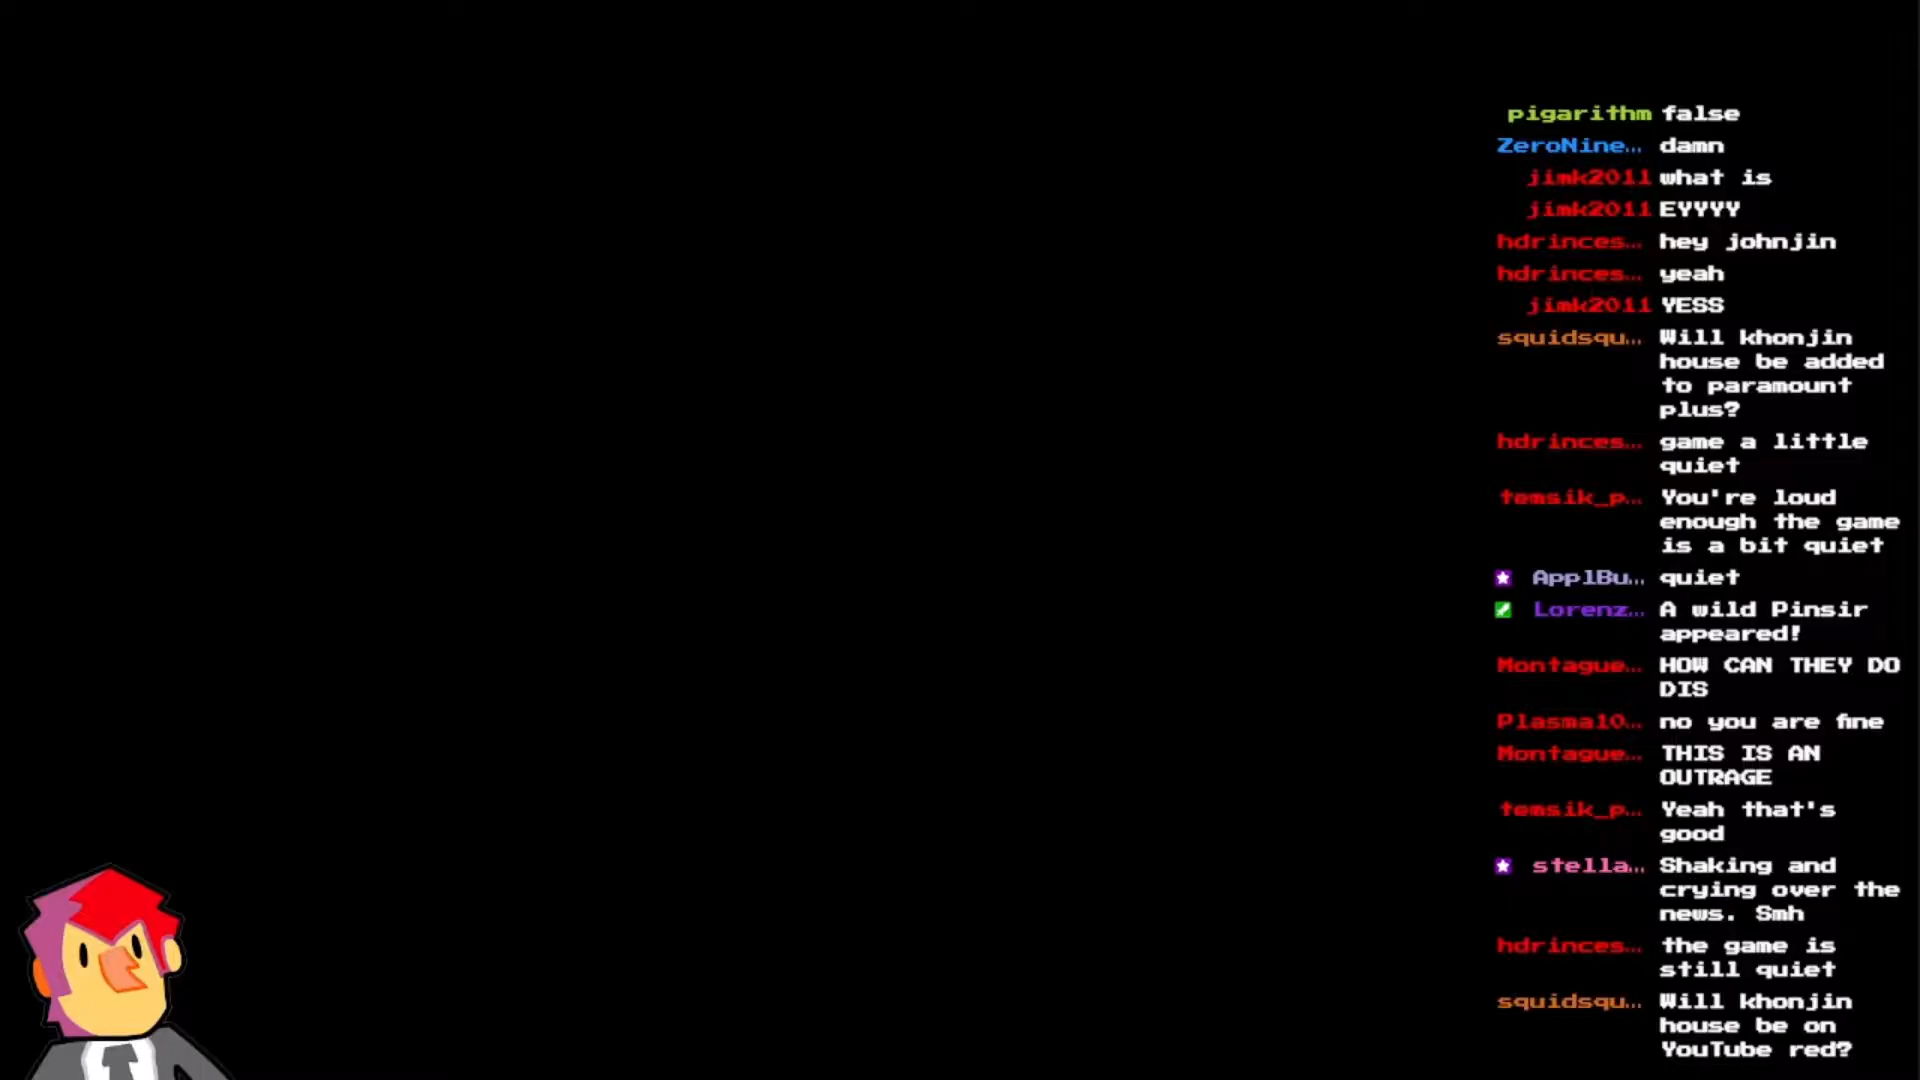 pigarithm false
ZeroNine… damn
jimk2011 what is
jimk2011 EYYYY
hdrinces… hey johnjin
hdrinces… yeah
jimk2011 YESS
squidsqu… Will khonjin
house be added
to paramount
plus?
hdrinces… game a little
quiet
temsik_p… You're loud
enough the game
is a bit quiet
ApplBu… quiet
Lorenz… A wild Pinsir
appeared!
Montague… HOW CAN THEY DO
DIS
Plasma10… no you are fine
Montague… THIS IS AN
OUTRAGE
temsik_p… Yeah that's
good
stella… Shaking and
crying over the
news. Smh
hdrinces… the game is
still quiet
squidsqu… Will khonjin
house be on
YouTube red?